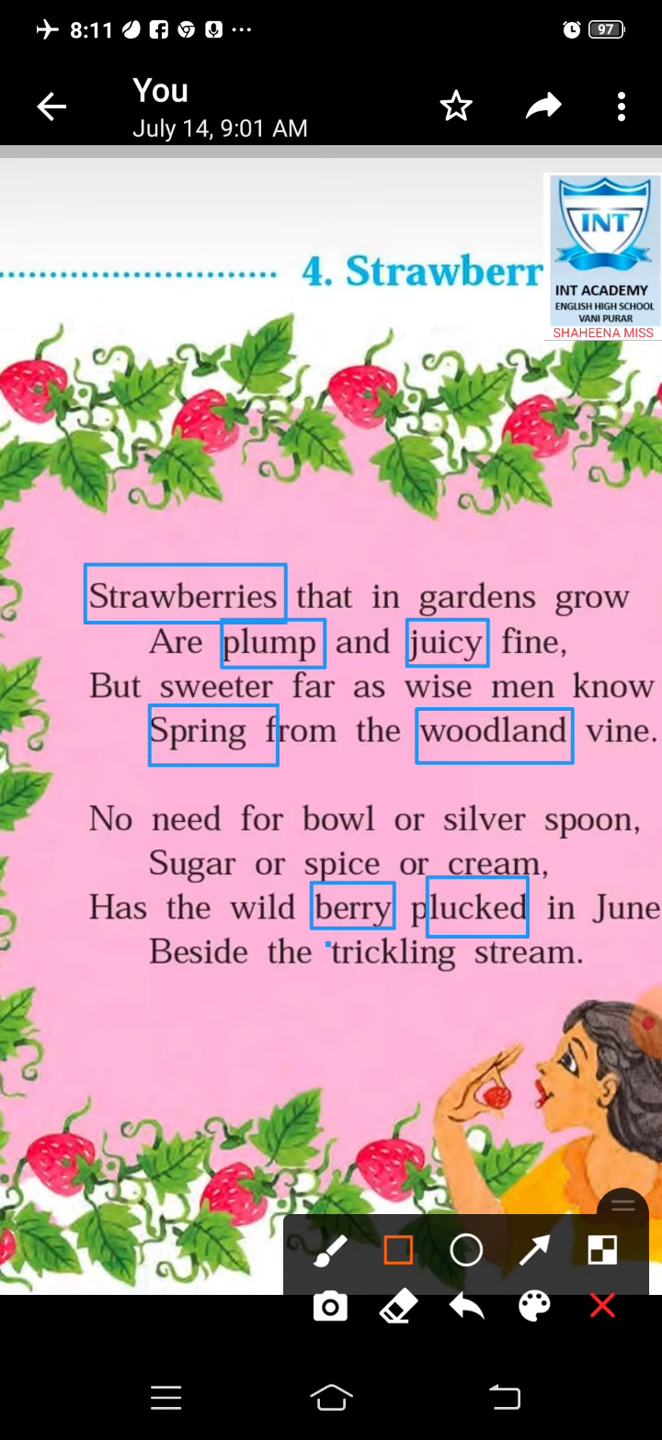 8:11
97
You
July 14, 9:01 AM
4. Strawberr
INT
INT ACADEMY
ENGLISH HIGH SCHOOL
VANI PURAR
SHAHEENA MISS
Strawberries that in gardens grow
Are plump and juicy fine,
But sweeter far as wise men know
Spring from the woodland vine.
No need for bowl or silver spoon,
Sugar or spice or cream,
Has the wild berry plucked in June
Beside the trickling stream.